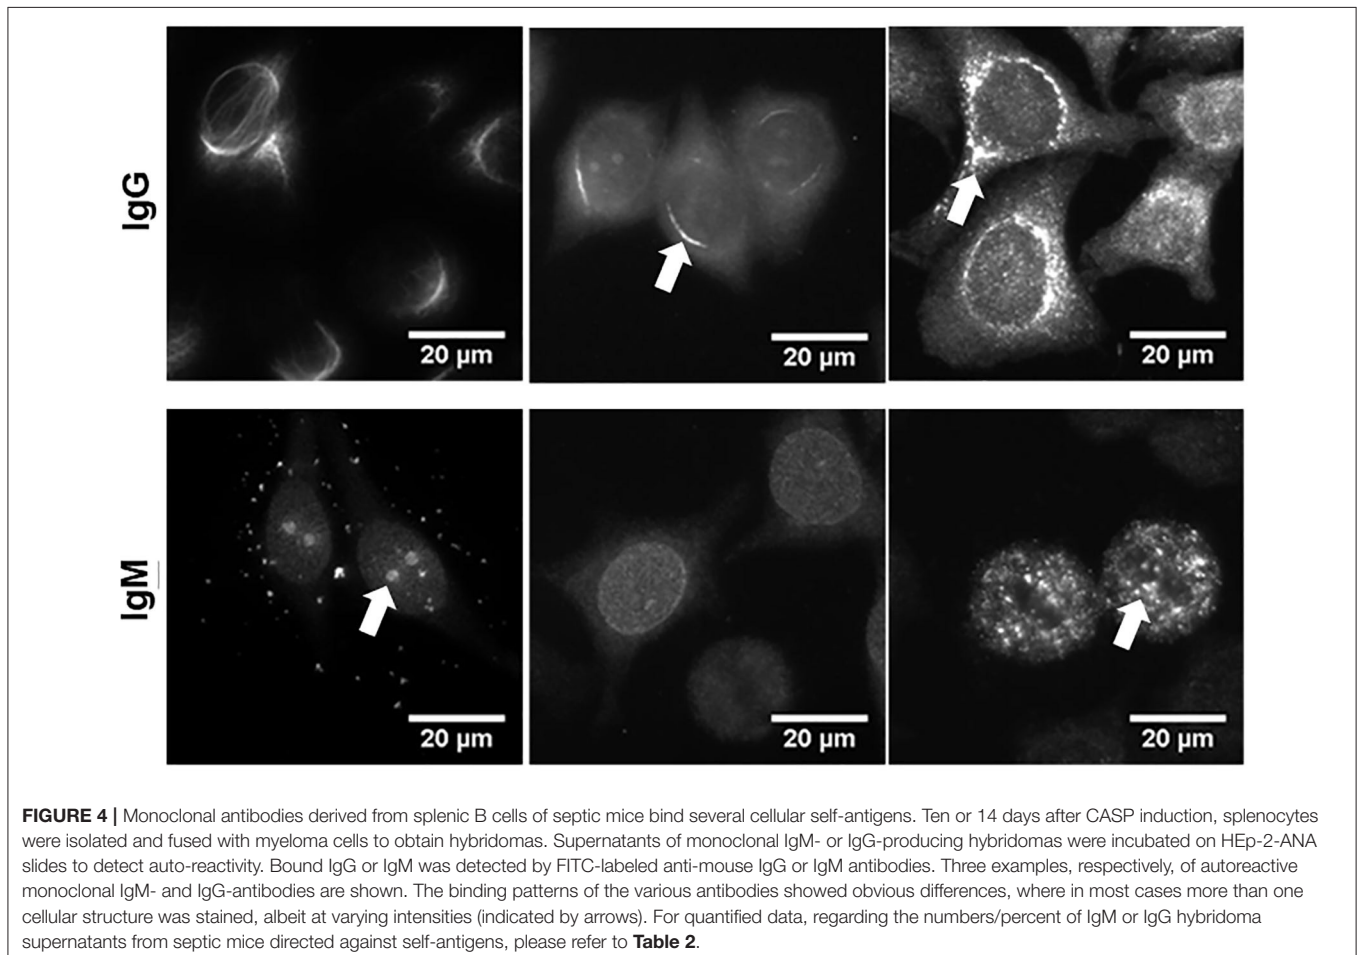 IgG
20 µm
20 µm
20 µm
IgM
20 µm
20 µm
20 µm
FIGURE 4 | Monoclonal antibodies derived from splenic B cells of septic mice bind several cellular self-antigens. Ten or 14 days after CASP induction, splenocytes
were isolated and fused with myeloma cells to obtain hybridomas. Supernatants of monoclonal IgM- or IgG-producing hybridomas were incubated on HEp-2-ANA
slides to detect auto-reactivity. Bound IgG or IgM was detected by FITC-labeled anti-mouse IgG or IgM antibodies. Three examples, respectively, of autoreactive
monoclonal IgM- and IgG-antibodies are shown. The binding patterns of the various antibodies showed obvious differences, where in most cases more than one
cellular structure was stained, albeit at varying intensities (indicated by arrows). For quantified data, regarding the numbers/percent of IgM or IgG hybridoma
supernatants from septic mice directed against self-antigens, please refer to Table 2.